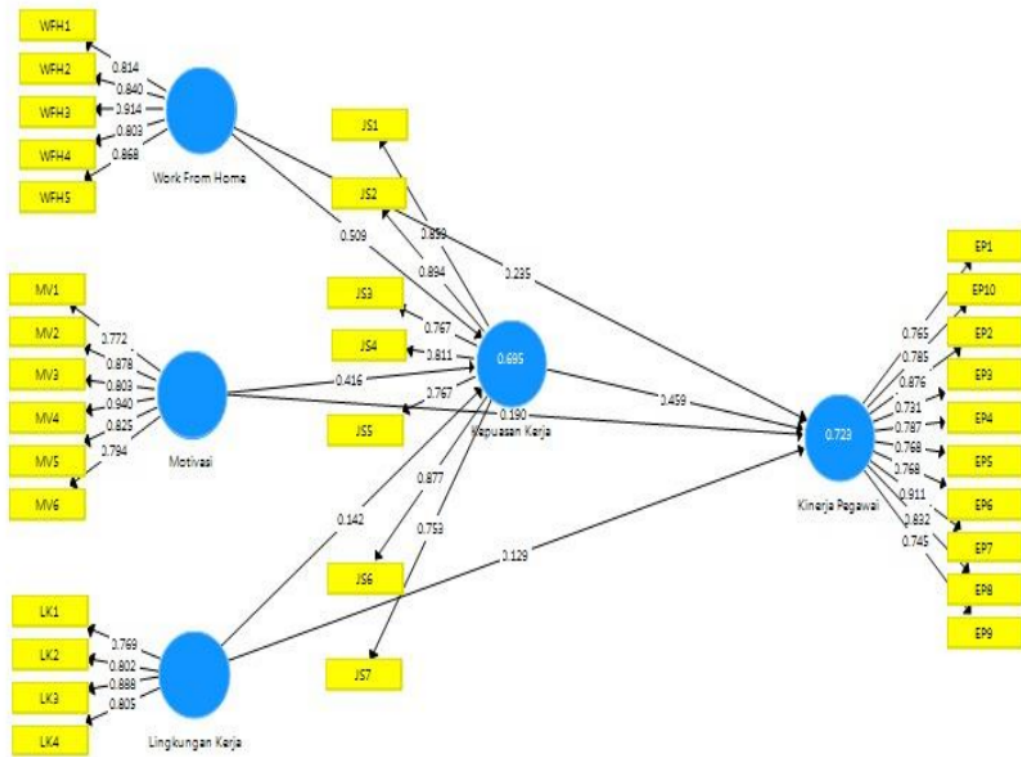 WFH1
WFH2
WFH3
WFH4
WFH5
0.814
0.840
0.914
0.803
0.868
Work From Home
MV1
MV2
MV3
MV4
MV5
MV6
0.772
0.878
0.803
0.940
0.825
0.794
Motivasi
LK1
LK2
LK3
LK4
0.769
0.802
0.888
0.805
Lingkungan Kerja
JS1
JS2
JS3
JS4
JS5
JS6
JS7
0.859
0.894
0.767
0.811
0.767
0.877
0.753
0.695
Kepuasan Kerja
0.509
0.416
0.142
0.235
0.459
0.190
0.129
0.723
Kinerja Pegawai
0.765
0.785
0.876
0.731
0.787
0.768
0.768
0.911
0.832
0.745
EP1
EP10
EP2
EP3
EP4
EP5
EP6
EP7
EP8
EP9